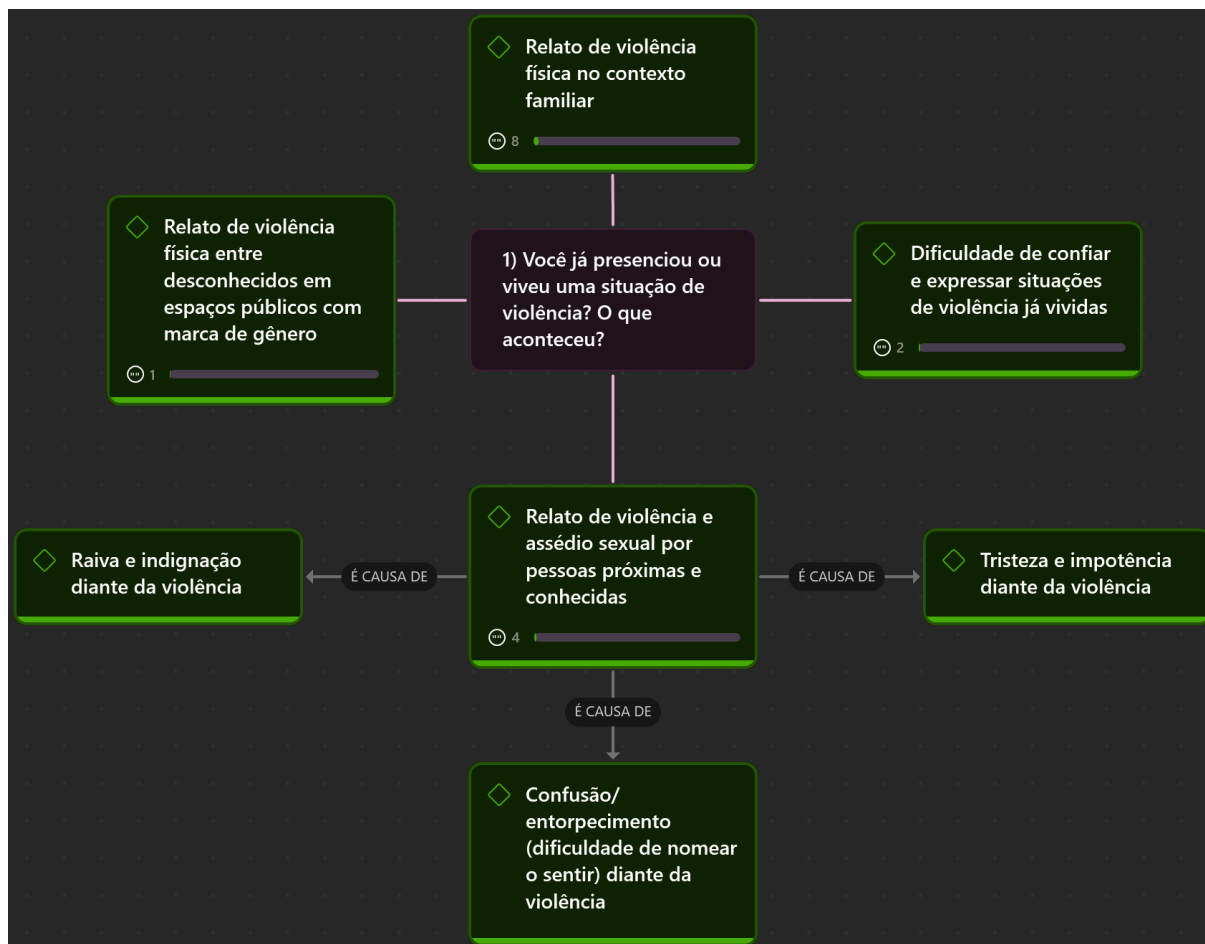 Relato de violência
física no contexto
familiar
8
Relato de violência
física entre
desconhecidos em
espaços públicos com
marca de gênero
1
1) Você já presenciou ou
viveu uma situação de
violência? O que
aconteceu?
Dificuldade de confiar
e expressar situações
de violência já vividas
2
Raiva e indignação
diante da violência
É CAUSA DE
Relato de violência e
assédio sexual por
pessoas próximas e
conhecidas
4
É CAUSA DE
Tristeza e impotência
diante da violência
É CAUSA DE
Confusão/
entorpecimento
(dificuldade de nomear
o sentir) diante da
violência